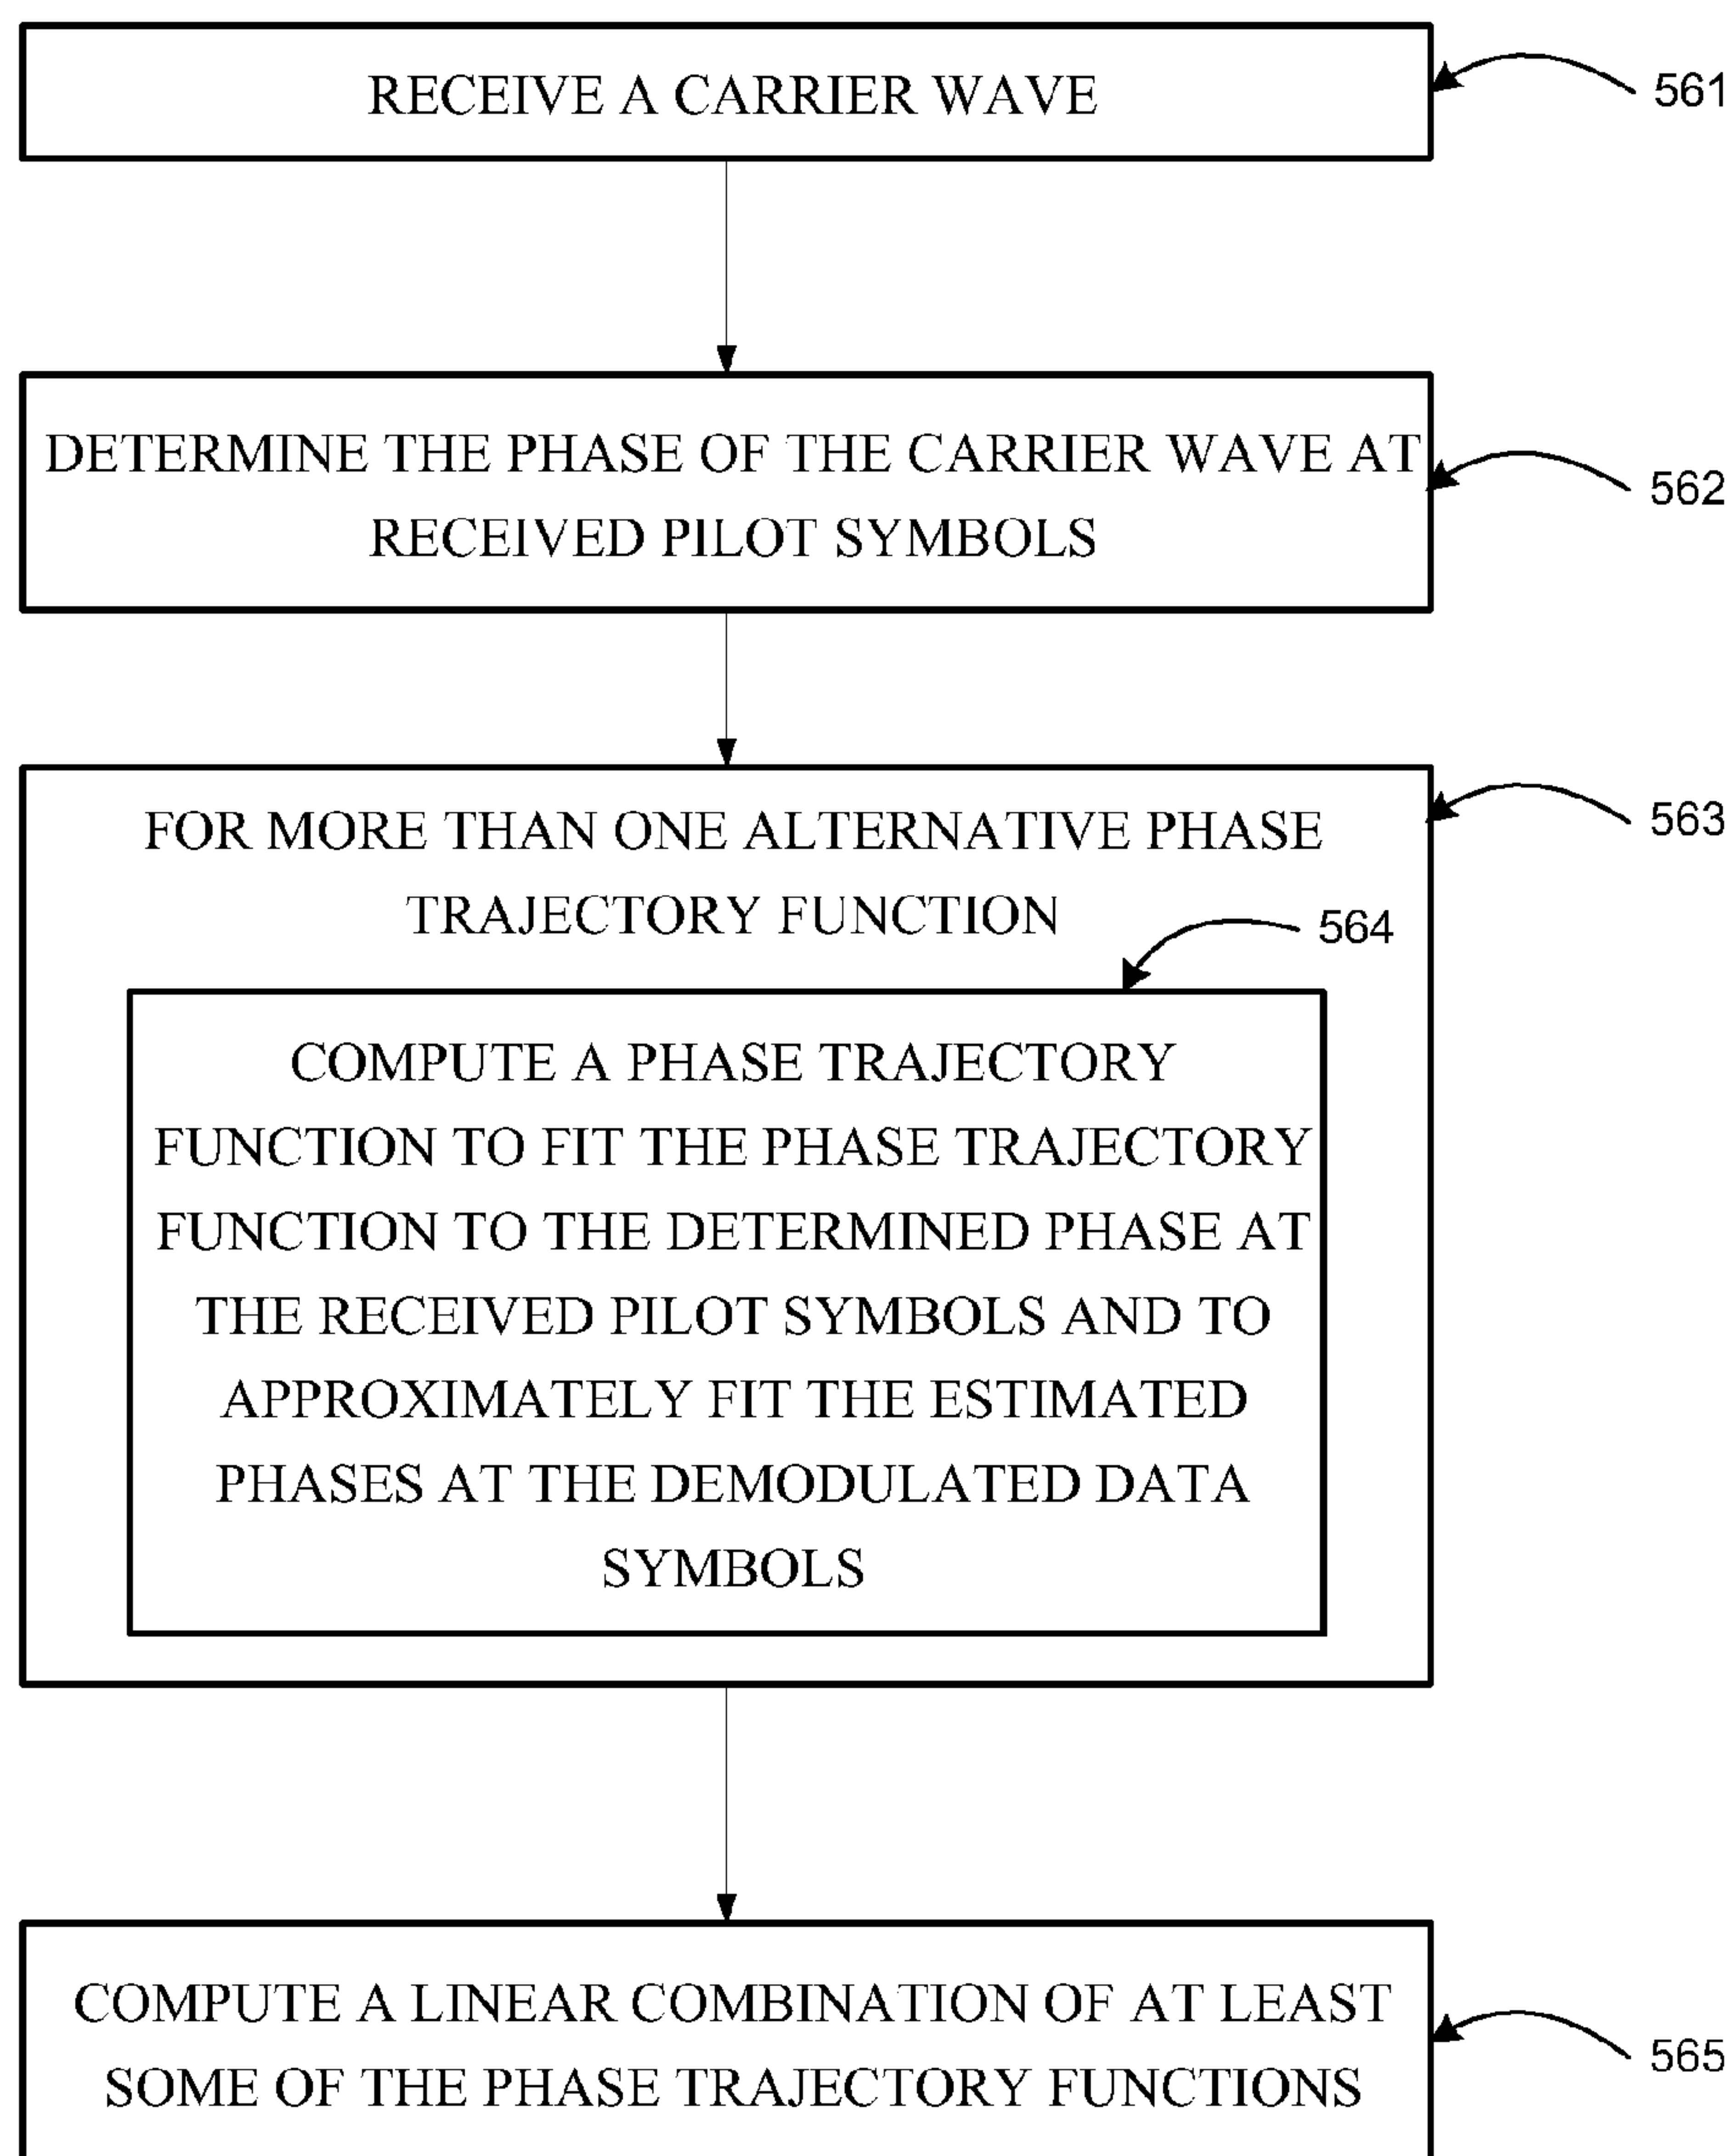 RECEIVE A CARRIER WAVE
561
DETERMINE THE PHASE OF THE CARRIER WAVE AT
RECEIVED PILOT SYMBOLS
562
FOR MORE THAN ONE ALTERNATIVE PHASE
TRAJECTORY FUNCTION
563
564
COMPUTE A PHASE TRAJECTORY
FUNCTION TO FIT THE PHASE TRAJECTORY
FUNCTION TO THE DETERMINED PHASE AT
THE RECEIVED PILOT SYMBOLS AND TO
APPROXIMATELY FIT THE ESTIMATED
PHASES AT THE DEMODULATED DATA
SYMBOLS
COMPUTE A LINEAR COMBINATION OF AT LEAST
SOME OF THE PHASE TRAJECTORY FUNCTIONS
565